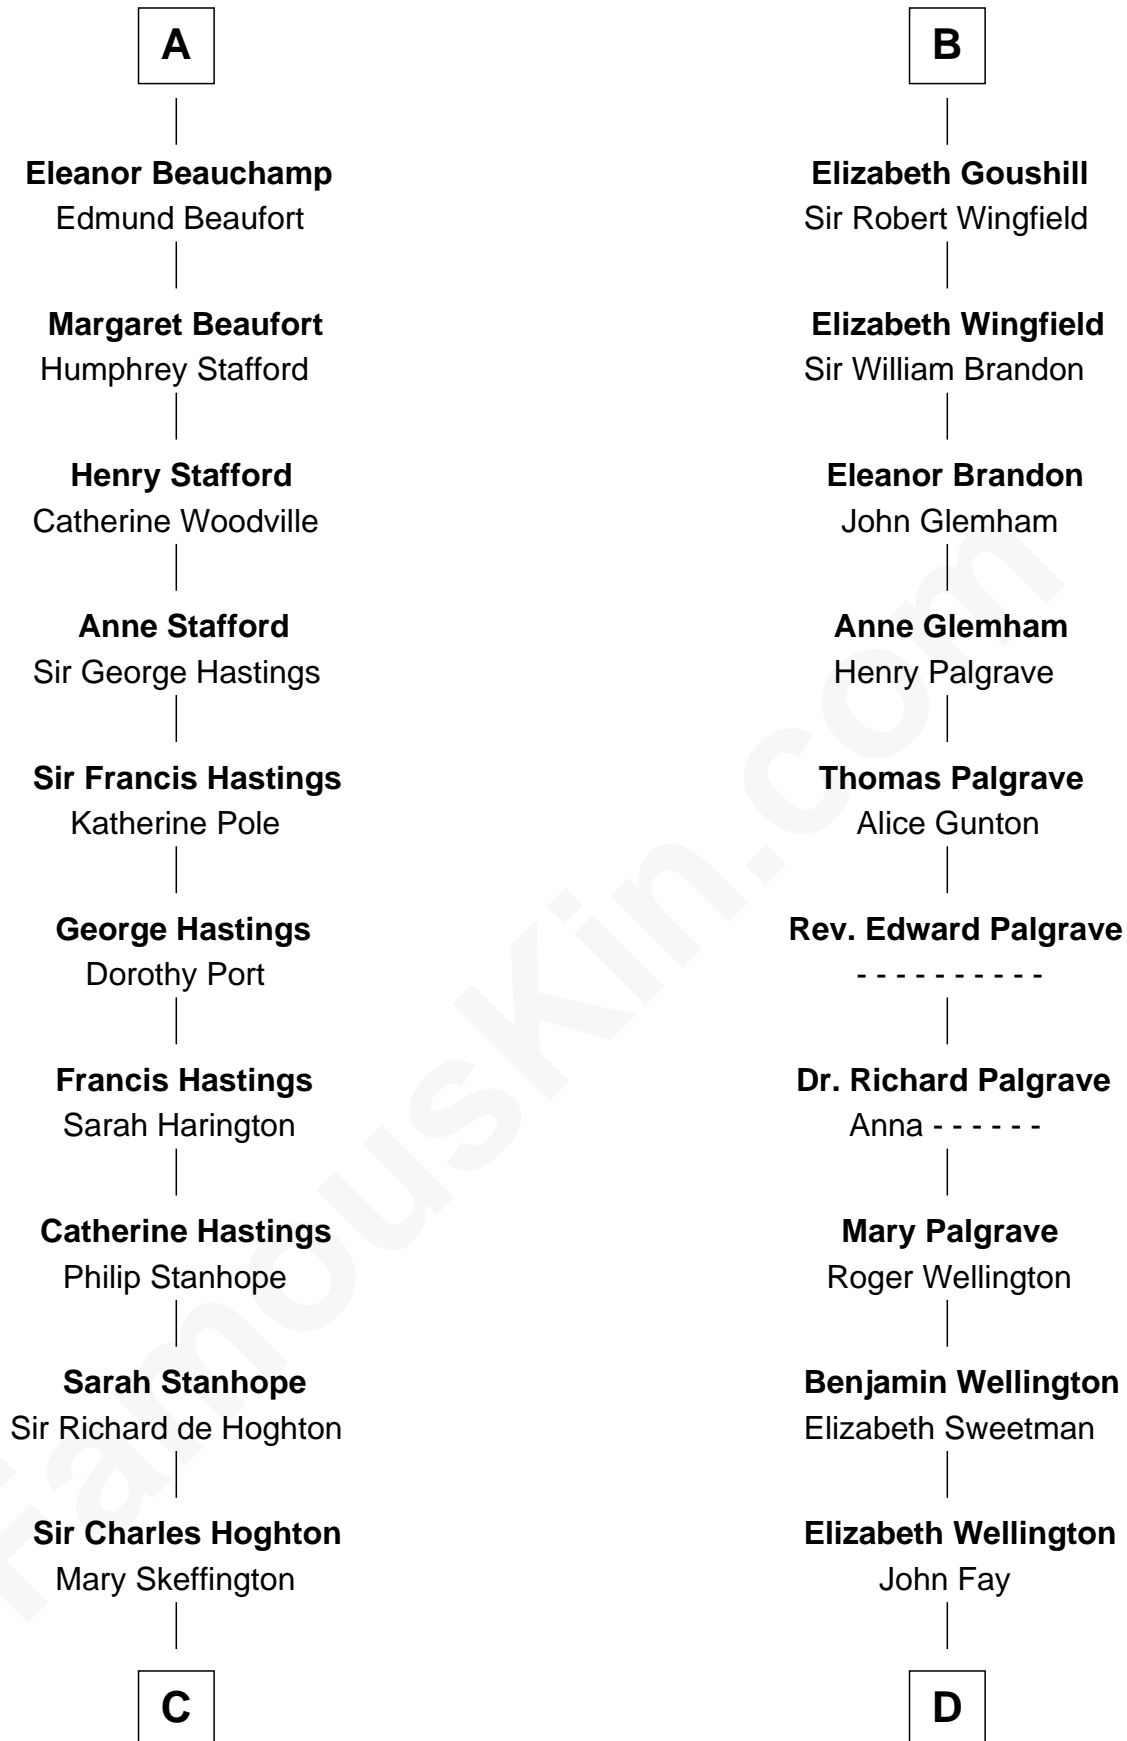 A
Eleanor Beauchamp
Edmund Beaufort
Margaret Beaufort
Humphrey Stafford
Henry Stafford
Catherine Woodville
Anne Stafford
Sir George Hastings
Sir Francis Hastings
Katherine Pole
George Hastings
Dorothy Port
Francis Hastings
Sarah Harington
Catherine Hastings
Philip Stanhope
Sarah Stanhope
Sir Richard de Hoghton
Sir Charles Hoghton
Mary Skeffington
C
B
Elizabeth Goushill
Sir Robert Wingfield
Elizabeth Wingfield
Sir William Brandon
Eleanor Brandon
John Glemham
Anne Glemham
Henry Palgrave
Thomas Palgrave
Alice Gunton
Rev. Edward Palgrave
- - - - - - - - - -
Dr. Richard Palgrave
Anna - - - - - -
Mary Palgrave
Roger Wellington
Benjamin Wellington
Elizabeth Sweetman
Elizabeth Wellington
John Fay
D
FamousKin.com